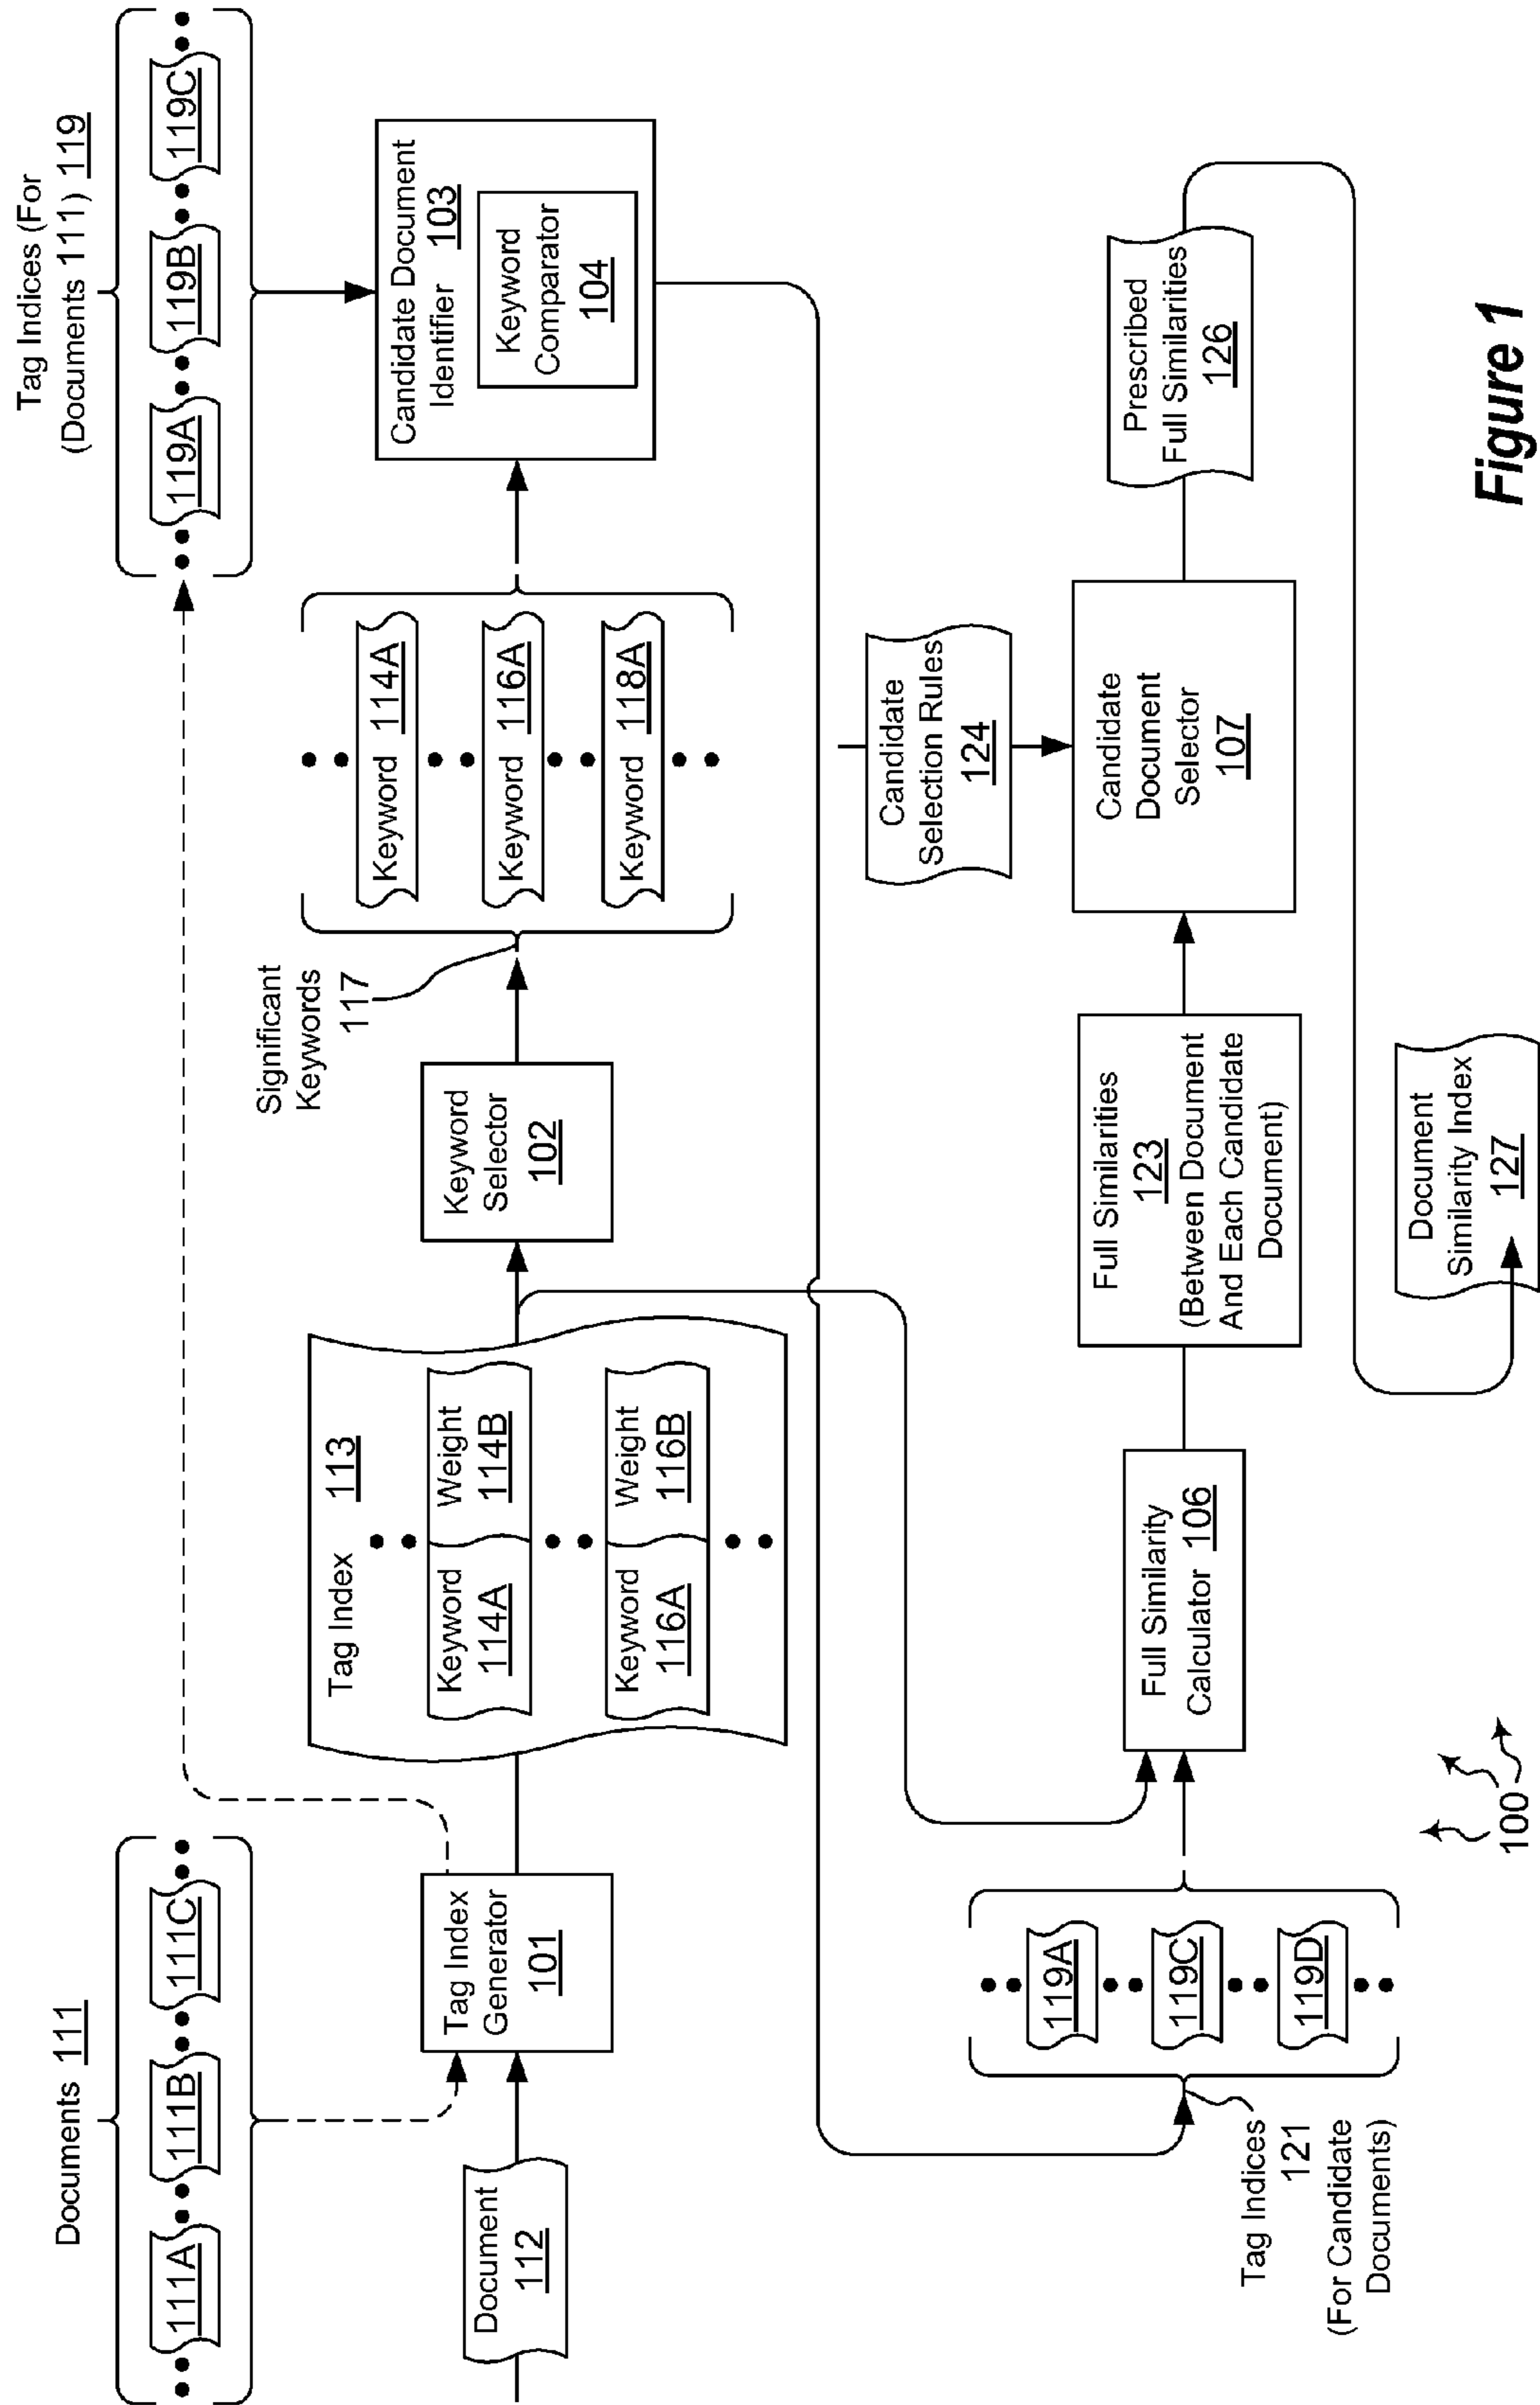 Documents 111
111A 111B 111C
Tag Indices (For
(Documents 111) 119
119A 119B 119C
Document
112
Tag Index
Generator
101
Tag Index 113
Keyword
114A
Weight
114B
Keyword
116A
Weight
116B
Keyword
Selector
102
Significant
Keywords
117
Keyword 114A
Keyword 116A
Keyword 118A
Candidate Document
Identifier 103
Keyword
Comparator
104
Tag Indices
121
(For Candidate
Documents)
119A
119C
119D
Full Similarity
Calculator 106
Full Similarities
123
(Between Document
And Each Candidate
Document)
Candidate
Selection Rules
124
Candidate
Document
Selector
107
Prescribed
Full Similarities
126
Document
Similarity Index
127
100
Figure 1